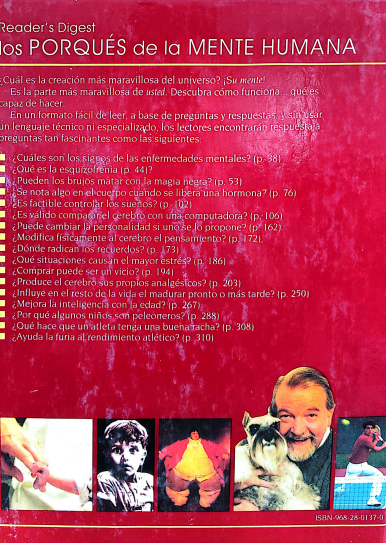 Reader's Digest
los PORQUÉS de la MENTE HUMANA
¿Cuál es la creación más maravillosa del universo? ¡Su mente!
Es la parte más maravillosa de usted. Descubra cómo funciona... qué es
capaz de hacer.
En un formato fácil de leer, a base de preguntas y respuestas, y sin usar
un lenguaje técnico ni especializado, los lectores encontrarán respuesta a
preguntas tan fascinantes como las siguientes:
¿Cuáles son los signos de las enfermedades mentales? (p. 38)
¿Qué es la esquizofrenia (p. 44)?
¿Pueden los brujos matar con la magia negra? (p. 53)
¿Se nota algo en el cuerpo cuando se libera una hormona? (p. 76)
¿Es factible controlar los sueños? (p. 102)
¿Es válido comparar el cerebro con una computadora? (p. 106)
¿Puede cambiar la personalidad si uno se lo propone? (p. 162)
¿Modifica físicamente al cerebro el pensamiento? (p. 172)
¿Dónde radican los recuerdos? (p. 173)
¿Qué situaciones causan el mayor estrés? (p. 186)
¿Comprar puede ser un vicio? (p. 194)
¿Produce el cerebro sus propios analgésicos? (p. 203)
¿Influye en el resto de la vida el madurar pronto o más tarde? (p. 250)
¿Mejora la inteligencia con la edad? (p. 267)
¿Por qué algunos niños son peleoneros? (p. 288)
¿Qué hace que un atleta tenga una buena racha? (p. 308)
¿Ayuda la furia al rendimiento atlético? (p. 310)
ISBN-968-28-0137-0